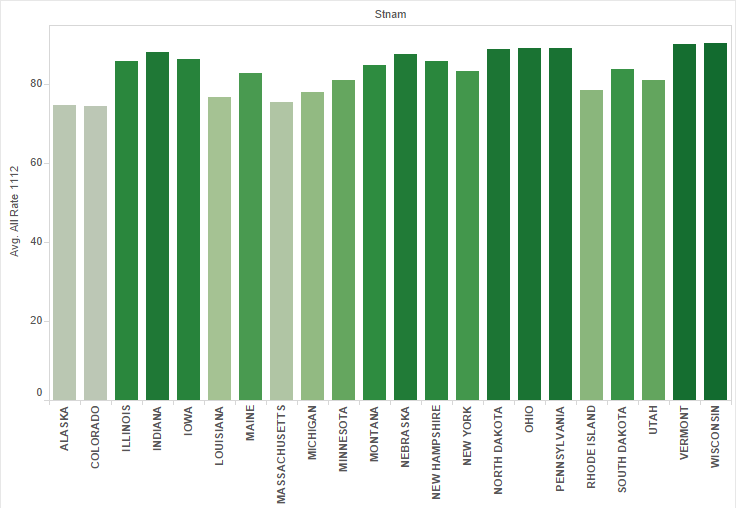 Stnam
Avg. All Rate 1112
80
60
40
20
0
ALASKA
COLORADO
ILLINOIS
INDIANA
IOWA
LOUISIANA
MAINE
MASSACHUSETTS
MICHIGAN
MINNESOTA
MONTANA
NEBRASKA
NEW HAMPSHIRE
NEW YORK
NORTH DAKOTA
OHIO
PENNSYLVANIA
RHODE ISLAND
SOUTH DAKOTA
UTAH
VERMONT
WISCONSIN